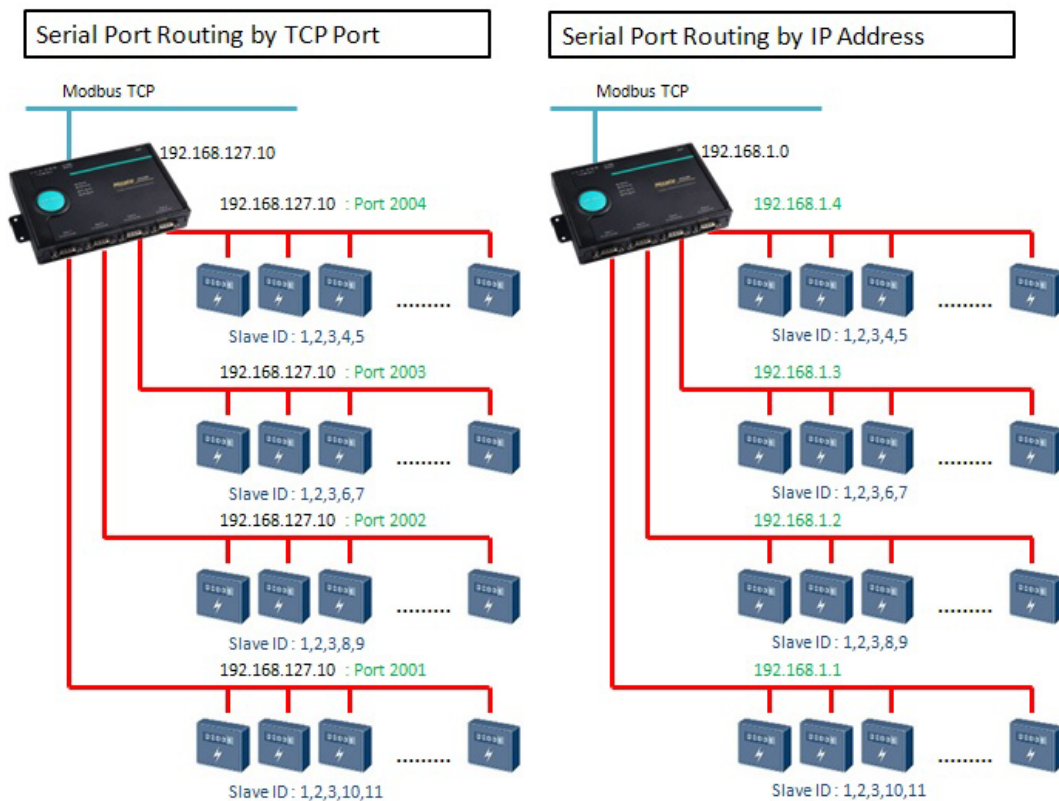 Serial Port Routing by TCP Port
Modbus TCP
192.168.127.10
192.168.127.10 : Port 2004
Slave ID : 1,2,3,4,5
192.168.127.10 : Port 2003
Slave ID : 1,2,3,6,7
192.168.127.10 : Port 2002
Slave ID : 1,2,3,8,9
192.168.127.10 : Port 2001
Slave ID : 1,2,3,10,11
Serial Port Routing by IP Address
Modbus TCP
192.168.1.0
192.168.1.4
Slave ID : 1,2,3,4,5
192.168.1.3
Slave ID : 1,2,3,6,7
192.168.1.2
Slave ID : 1,2,3,8,9
192.168.1.1
Slave ID : 1,2,3,10,11